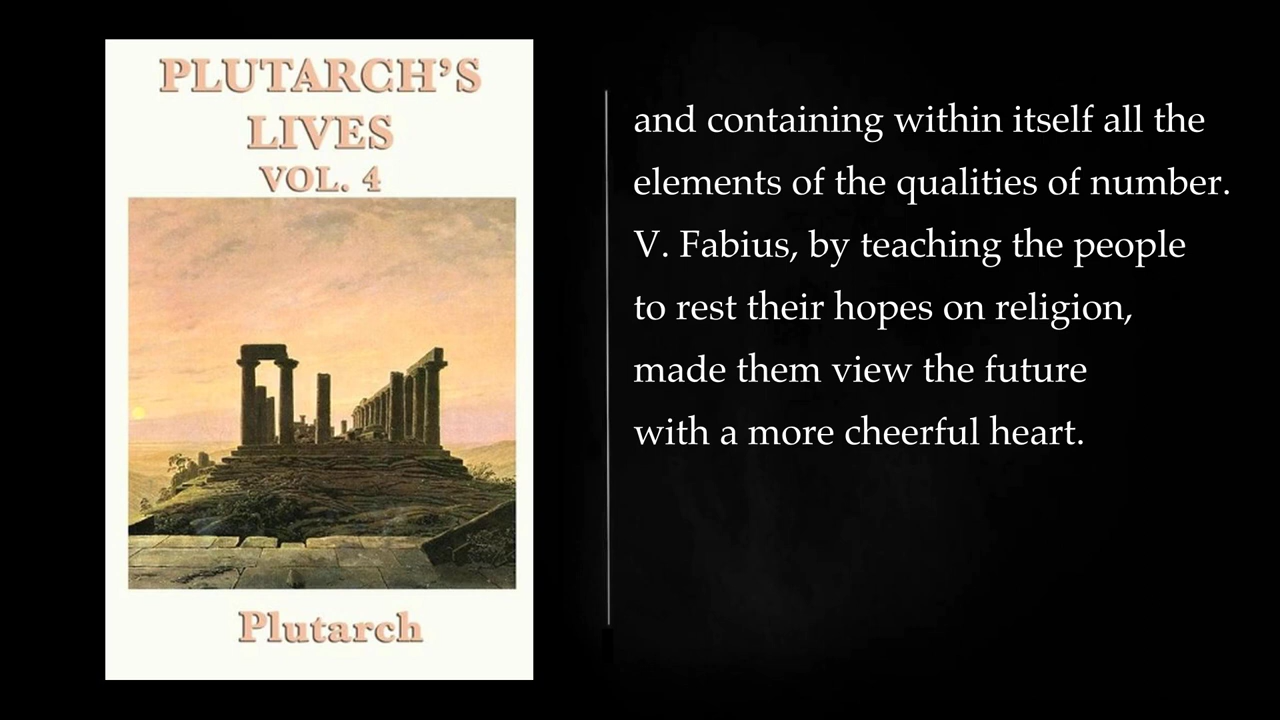 PLUTARCH'S
LIVES
VOL. 4
Plutarch
and containing within itself all the
elements of the qualities of number.
V. Fabius, by teaching the people
to rest their hopes on religion,
made them view the future
with a more cheerful heart.